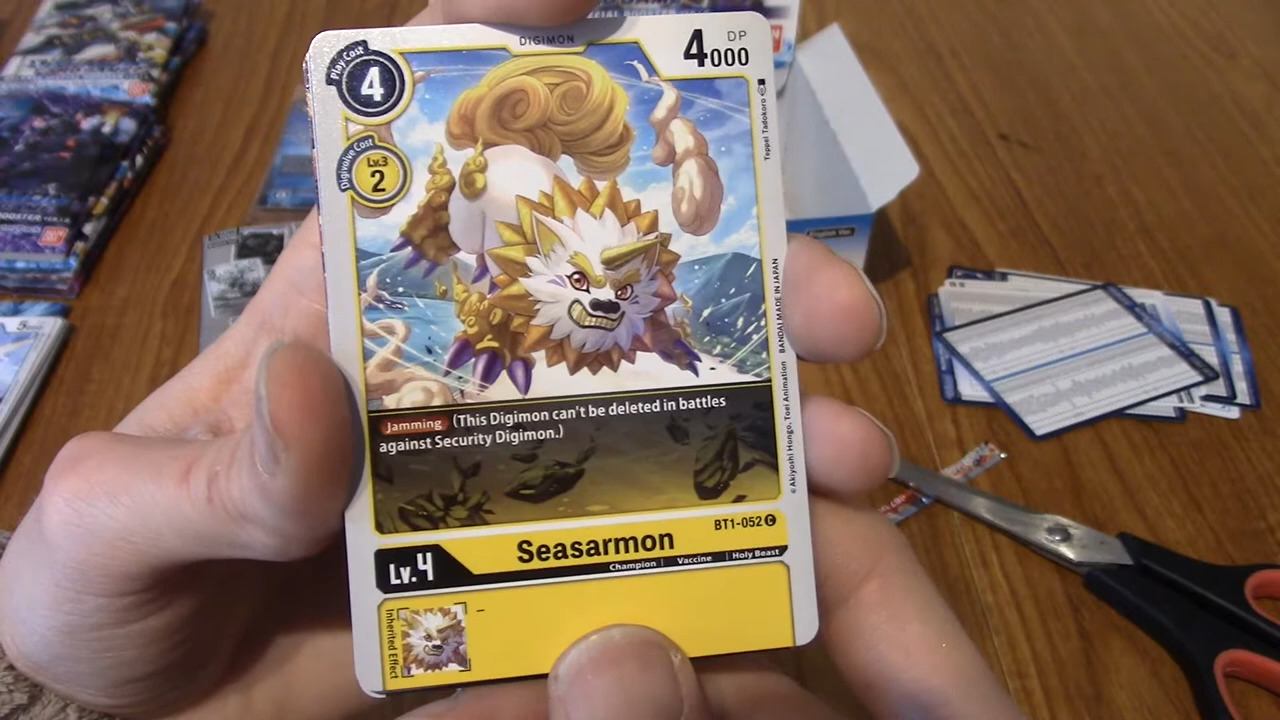 DIGIMON
Play Cost
4
4000
DP
Digivolve Cost
Lv.3
2
Teppei Tadokoro
©Akiyoshi Hongo, Toei Animation BANDAI MADE IN JAPAN
Jamming (This Digimon can't be deleted in battles
against Security Digimon.)
BT1-052 C
Seasarmon
Lv.4
Champion | Vaccine | Holy Beast
Inherited Effect
-
English Ver.